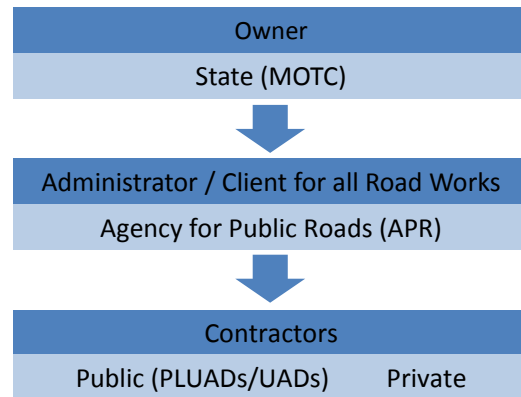 Owner
State (MOTC)
Administrator / Client for all Road Works
Agency for Public Roads (APR)
Contractors
Public (PLUADs/UADs) Private